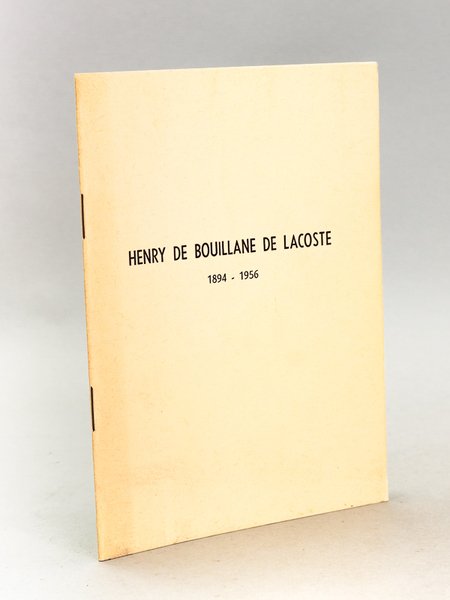 HENRY DE BOUILLANE DE LACOSTE
1894 - 1956